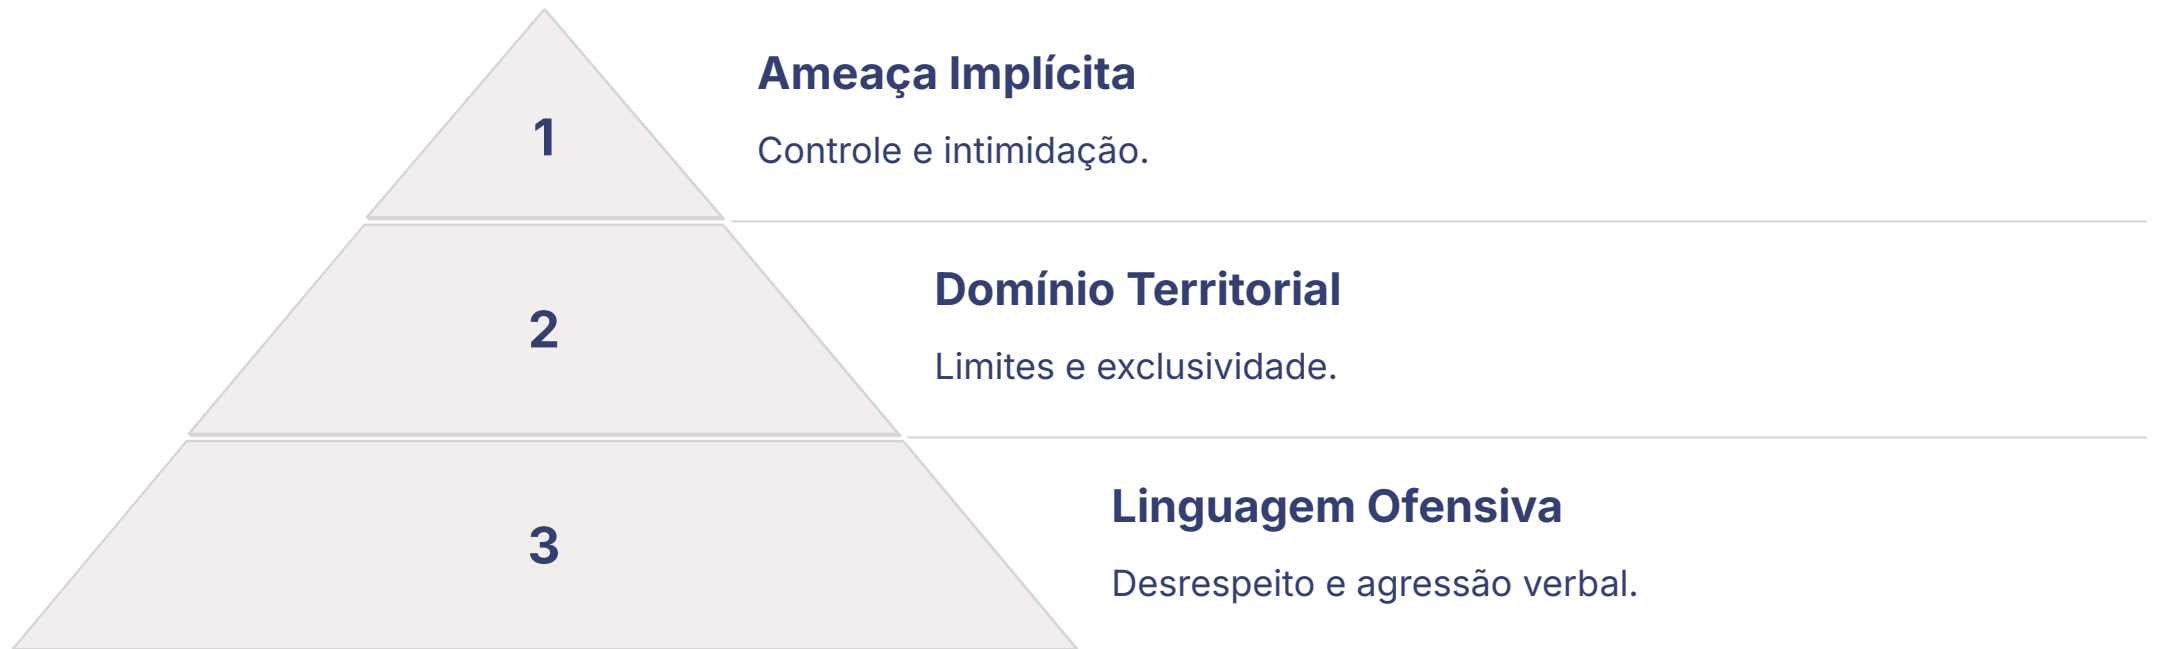 1
Ameaça Implícita
Controle e intimidação.
2
Domínio Territorial
Limites e exclusividade.
3
Linguagem Ofensiva
Desrespeito e agressão verbal.